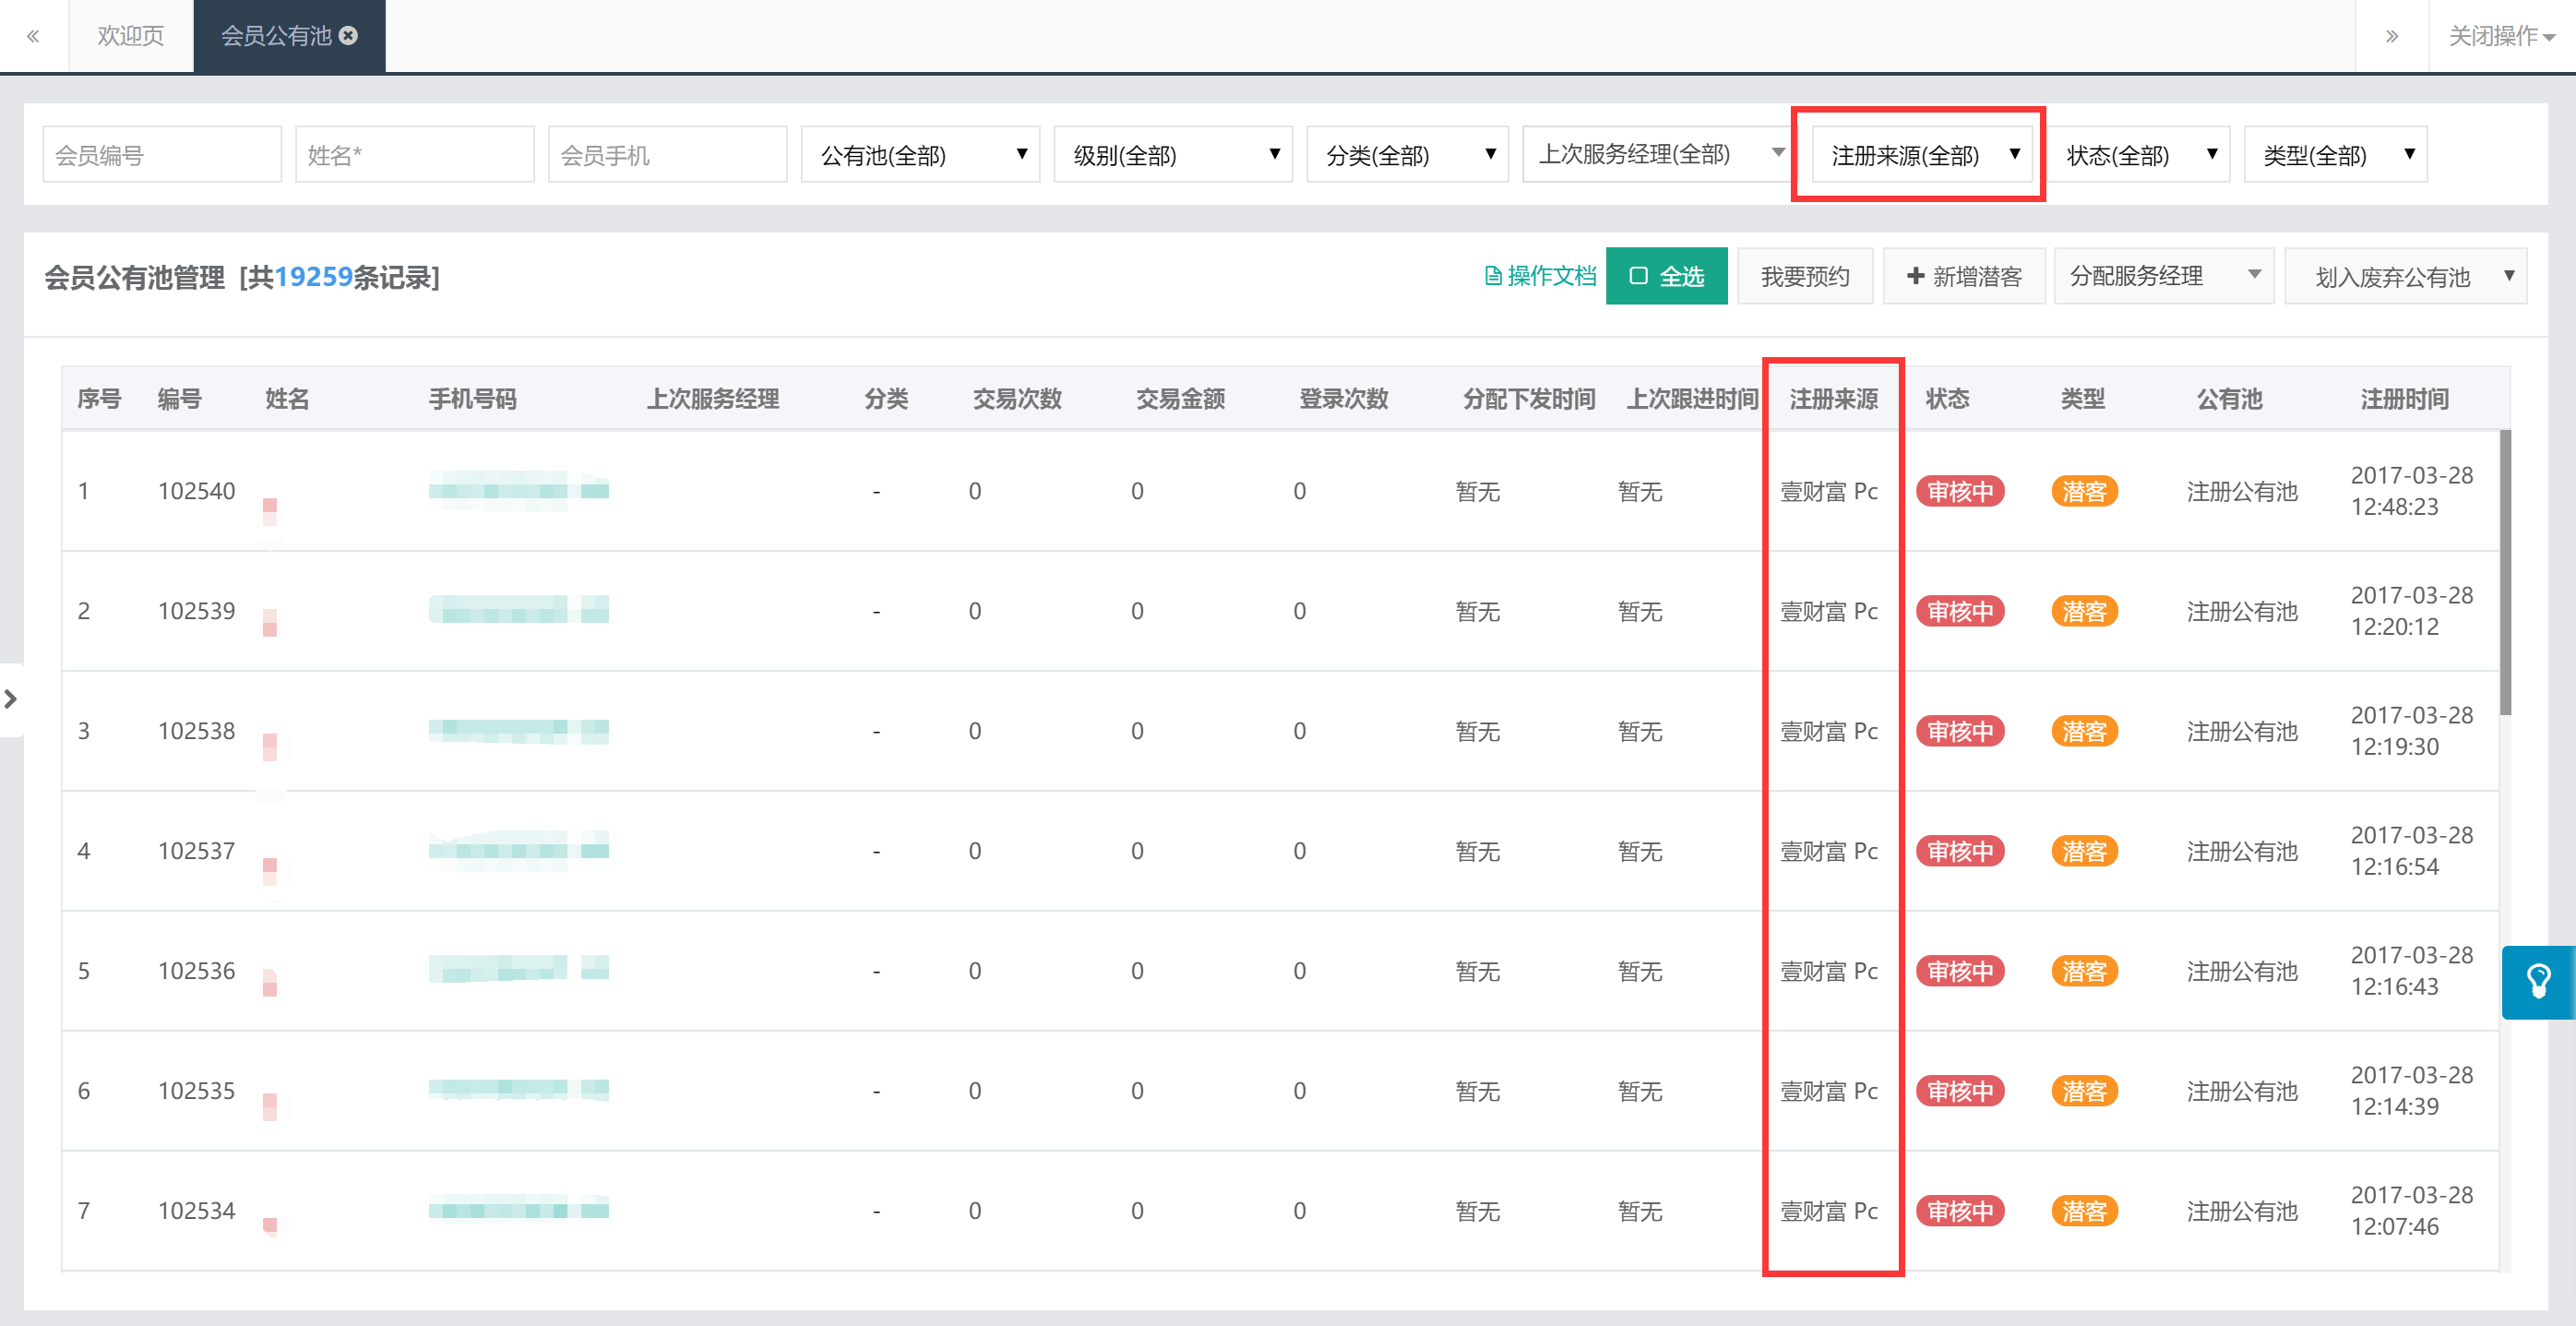 « 欢迎页 会员公有池 » 关闭操作
会员编号 姓名* 会员手机 公有池(全部) 级别(全部) 分类(全部) 上次服务经理(全部) 注册来源(全部) 状态(全部) 类型(全部)
会员公有池管理 [共19259条记录] 操作文档 全选 我要预约 新增潜客 分配服务经理 划入废弃公有池
序号 编号 姓名 手机号码 上次服务经理 分类 交易次数 交易金额 登录次数 分配下发时间 上次跟进时间 注册来源 状态 类型 公有池 注册时间
1 102540 - 0 0 0 暂无 暂无 壹财富 Pc 审核中 潜客 注册公有池 2017-03-28
12:48:23
2 102539 - 0 0 0 暂无 暂无 壹财富 Pc 审核中 潜客 注册公有池 2017-03-28
12:20:12
3 102538 - 0 0 0 暂无 暂无 壹财富 Pc 审核中 潜客 注册公有池 2017-03-28
12:19:30
4 102537 - 0 0 0 暂无 暂无 壹财富 Pc 审核中 潜客 注册公有池 2017-03-28
12:16:54
5 102536 - 0 0 0 暂无 暂无 壹财富 Pc 审核中 潜客 注册公有池 2017-03-28
12:16:43
6 102535 - 0 0 0 暂无 暂无 壹财富 Pc 审核中 潜客 注册公有池 2017-03-28
12:14:39
7 102534 - 0 0 0 暂无 暂无 壹财富 Pc 审核中 潜客 注册公有池 2017-03-28
12:07:46